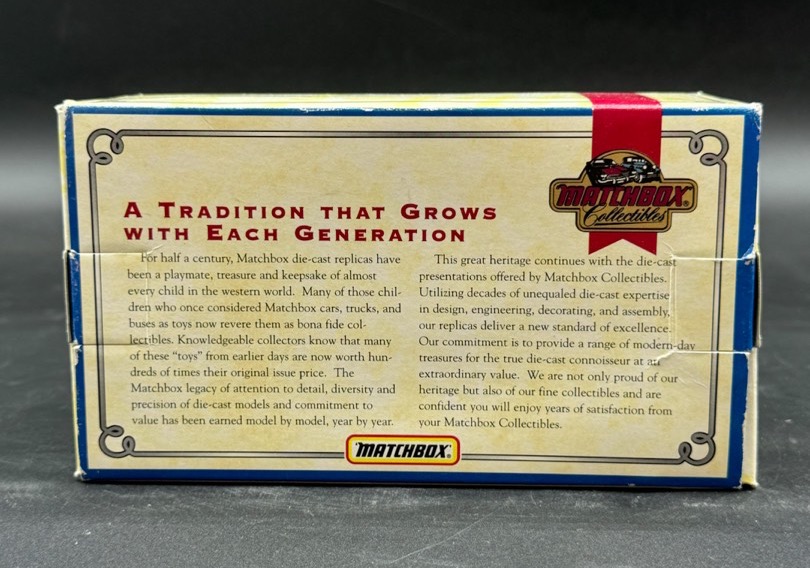 MATCHBOX®
Collectibles
A TRADITION THAT GROWS
WITH EACH GENERATION
For half a century, Matchbox die-cast replicas have
been a playmate, treasure and keepsake of almost
every child in the western world. Many of those chil-
dren who once considered Matchbox cars, trucks, and
buses as toys now revere them as bona fide col-
lectibles. Knowledgeable collectors know that many
of these “toys” from earlier days are now worth hun-
dreds of times their original issue price. The
Matchbox legacy of attention to detail, diversity and
precision of die-cast models and commitment to
value has been earned model by model, year by year.
This great heritage continues with the die-cast
presentations offered by Matchbox Collectibles.
Utilizing decades of unequaled die-cast expertise
in design, engineering, decorating, and assembly,
our replicas deliver a new standard of excellence.
Our commitment is to provide a range of modern-day
treasures for the true die-cast connoisseur at an
extraordinary value. We are not only proud of our
heritage but also of our fine collectibles and are
confident you will enjoy years of satisfaction from
your Matchbox Collectibles.
MATCHBOX®